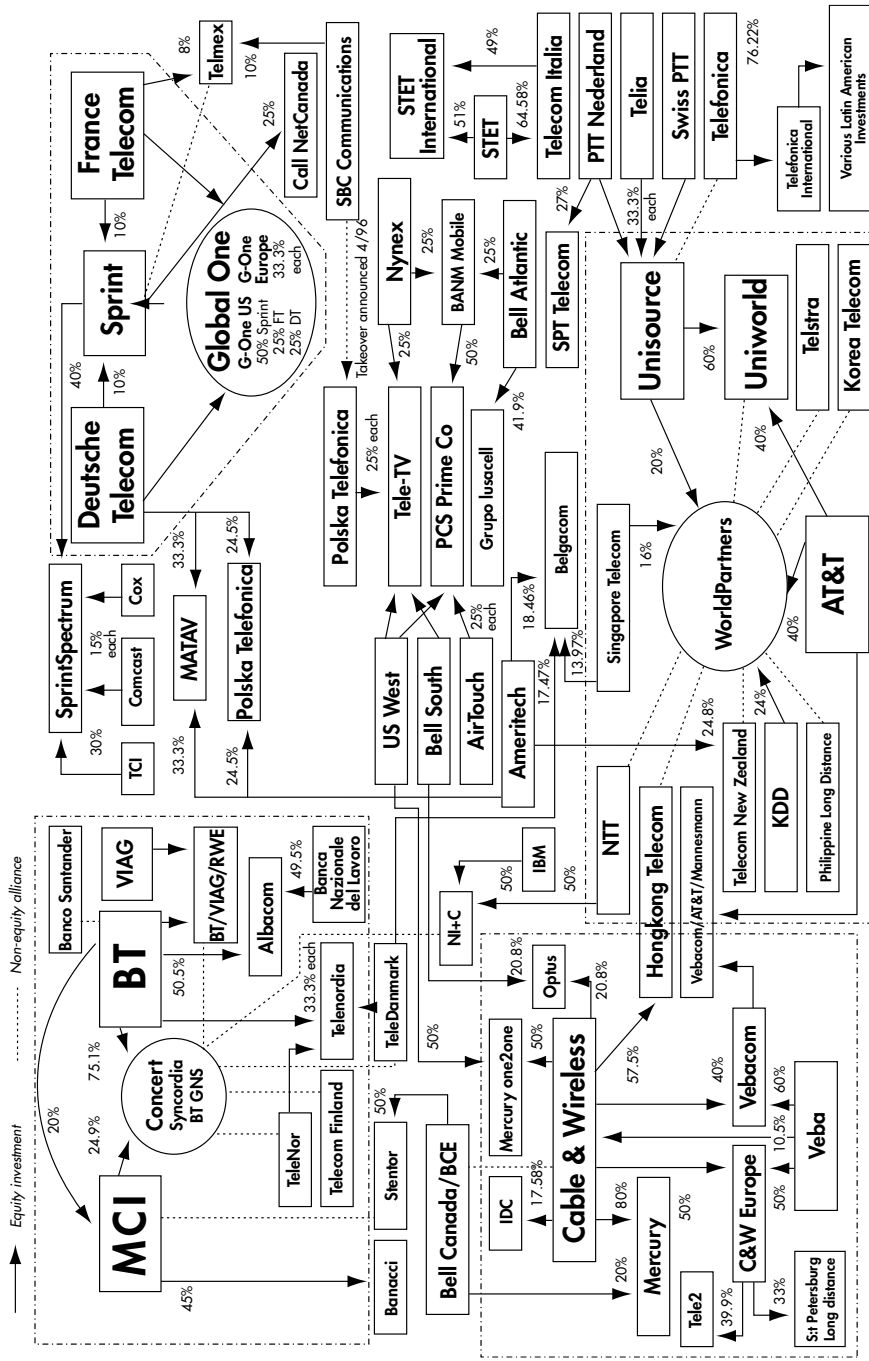 Equity investment
Non-equity alliance
MCI
BT
Banco Santander
VIAG
BT/VIAG/RWE
Albacom
Banca
Nazionale
del Lavoro
49.5%
50.5%
20%
24.9%
75.1%
Concert
Syncordia
BT GNS
33.3% each
Telenordia
TeleNor
Telecom Finland
TeleDanmark
45%
Banacci
Stentor
50%
Bell Canada/BCE
20%
IDC
17.58%
Cable & Wireless
80%
Mercury
Mercury one2one
50%
50%
Optus
20.8%
20.8%
NI+C
50%
IBM
50%
57.5%
Tele2
39.9%
C&W Europe
50%
33%
S:t Petersburg
Long distance
50%
10.5%
60%
Veba
Vebacom
40%
TCI
30%
SprintSpectrum
15%
each
Comcast
Cox
40%
MATAV
33.3%
33.3%
Polska Telefonica
24.5%
24.5%
Deutsche
Telecom
10%
Sprint
10%
France
Telecom
8%
Telmex
10%
25%
Call NetCanada
SBC Communications
Global One
G-One US
50% Sprint
25% FT
25% DT
G-One
Europe
33.3%
each
Takeover announced 4/96
Polska Telefonica
25% each
Tele-TV
25%
Nynex
25%
BANM Mobile
25%
Bell Atlantic
50%
PCS Prime Co
41.9%
Grupo Iusacell
US West
Bell South
AirTouch
25%
each
Ameritech
18.46%
17.47%
13.97%
Belgacom
STET
International
51%
49%
STET
64.58%
Telecom Italia
PTT Nederland
Telia
Swiss PTT
Telefonica
27%
33.3%
each
76.22%
SPT Telecom
Telefonica
International
Various Latin American
Investments
NTT
Hongkong Telecom
Vebacom/AT&T/Mannesmann
24.8%
Telecom New Zealand
24%
KDD
Philippine Long Distance
Singapore Telecom
16%
WorldPartners
40%
AT&T
20%
Unisource
60%
40%
Uniworld
Telstra
Korea Telecom